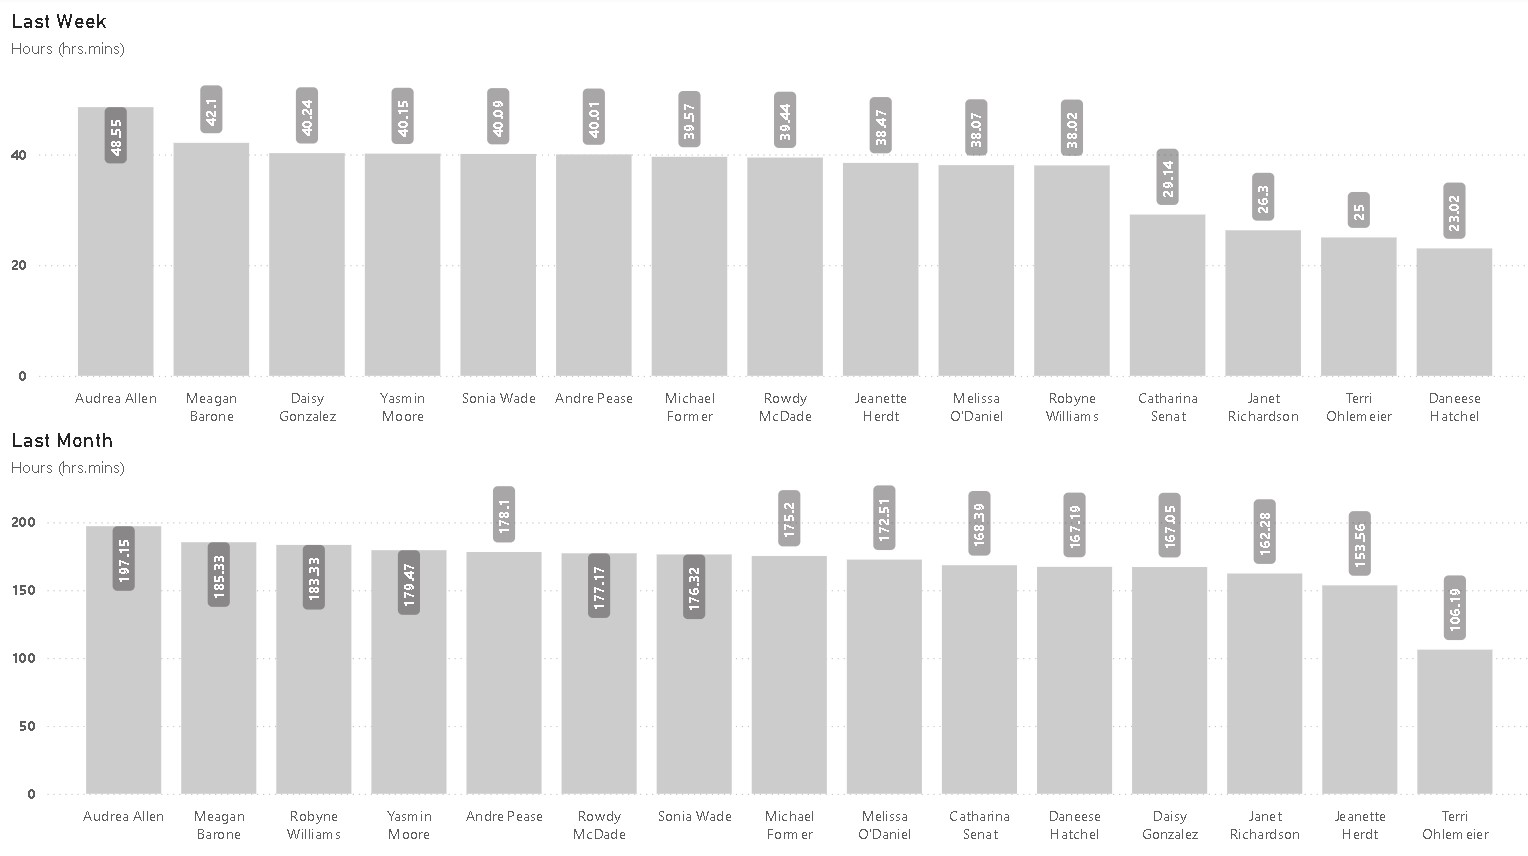 Last Week
Hours (hrs.mins)
48.55 42.1 40.24 40.15 40.09 40.01 39.57 39.44 38.47 38.07 38.02 29.14 26.3 25 23.02
40
20
0
Audrea Allen Meagan Daisy Yasmin Sonia Wade Andre Pease Michael Rowdy Jeanette Melissa Robyne Catharina Janet Terri Daneese
Barone Gonzalez Moore Former McDade Herdt O'Daniel Williams Senat Richardson Ohlemeier Hatchel
Last Month
Hours (hrs.mins)
197.15 185.33 183.33 179.47 178.1 177.17 176.32 175.2 172.51 168.39 167.19 167.05 162.28 153.56 106.19
200
150
100
50
0
Audrea Allen Meagan Robyne Yasmin Andre Pease Rowdy Sonia Wade Michael Melissa Catharina Daneese Daisy Janet Jeanette Terri
Barone Williams Moore McDade Former O'Daniel Senat Hatchel Gonzalez Richardson Herdt Ohlemeier